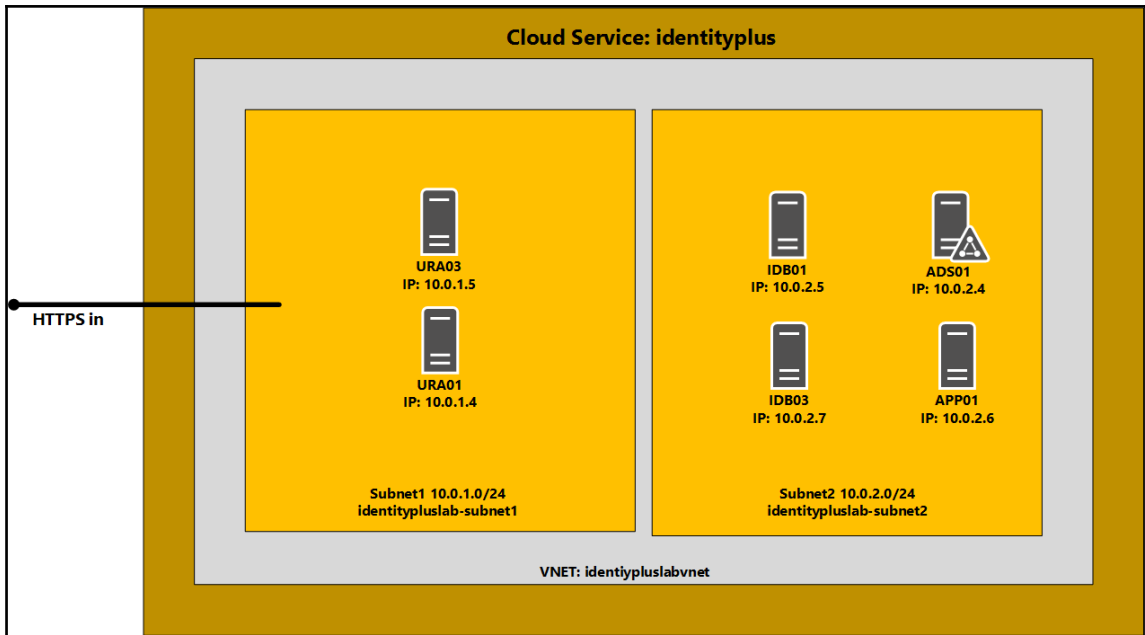 Cloud Service: identityplus
HTTPS in
URA03
IP: 10.0.1.5
URA01
IP: 10.0.1.4
Subnet1 10.0.1.0/24
identitypluslab-subnet1
IDB01
IP: 10.0.2.5
ADS01
IP: 10.0.2.4
IDB03
IP: 10.0.2.7
APP01
IP: 10.0.2.6
Subnet2 10.0.2.0/24
identitypluslab-subnet2
VNET: identiypluslabvnet